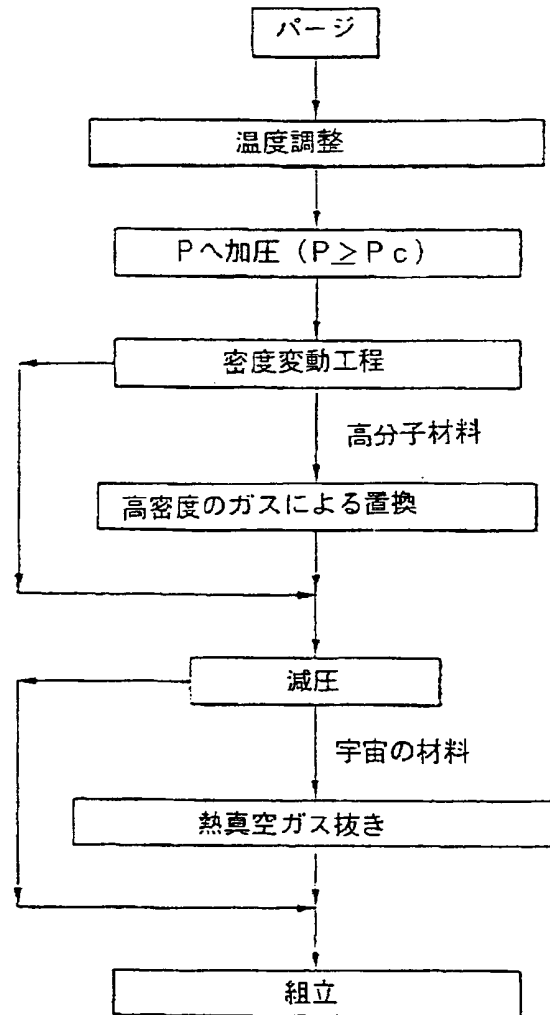 パージ
温度調整
Pへ加圧（P≧Pc）
密度変動工程
高分子材料
高密度のガスによる置換
減圧
宇宙の材料
熱真空ガス抜き
組立